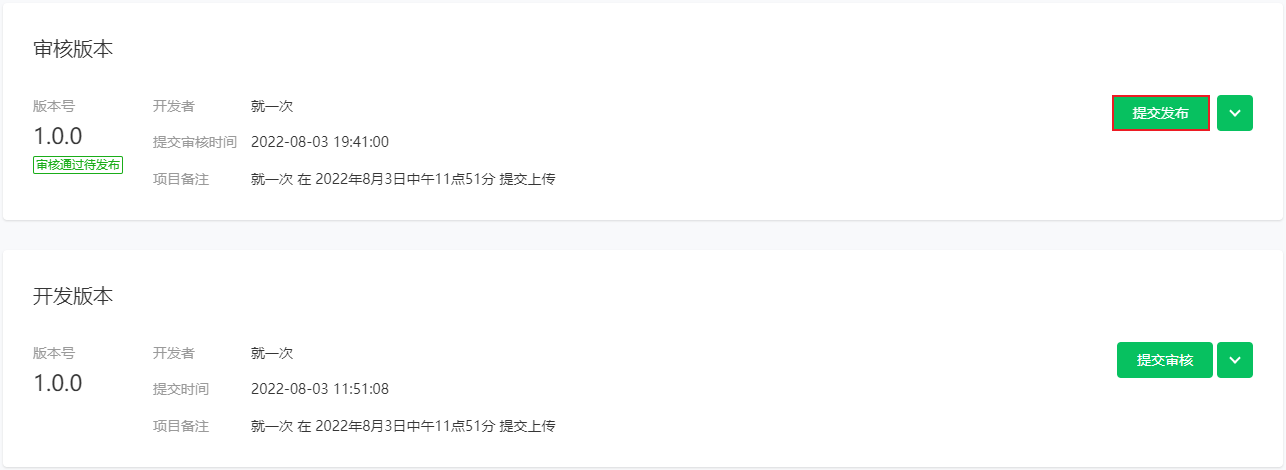 审核版本
版本号
1.0.0
审核通过待发布
开发者 就一次
提交审核时间 2022-08-03 19:41:00
项目备注 就一次 在 2022年8月3日中午11点51分 提交上传
提交发布
开发版本
版本号
1.0.0
开发者 就一次
提交时间 2022-08-03 11:51:08
项目备注 就一次 在 2022年8月3日中午11点51分 提交上传
提交审核